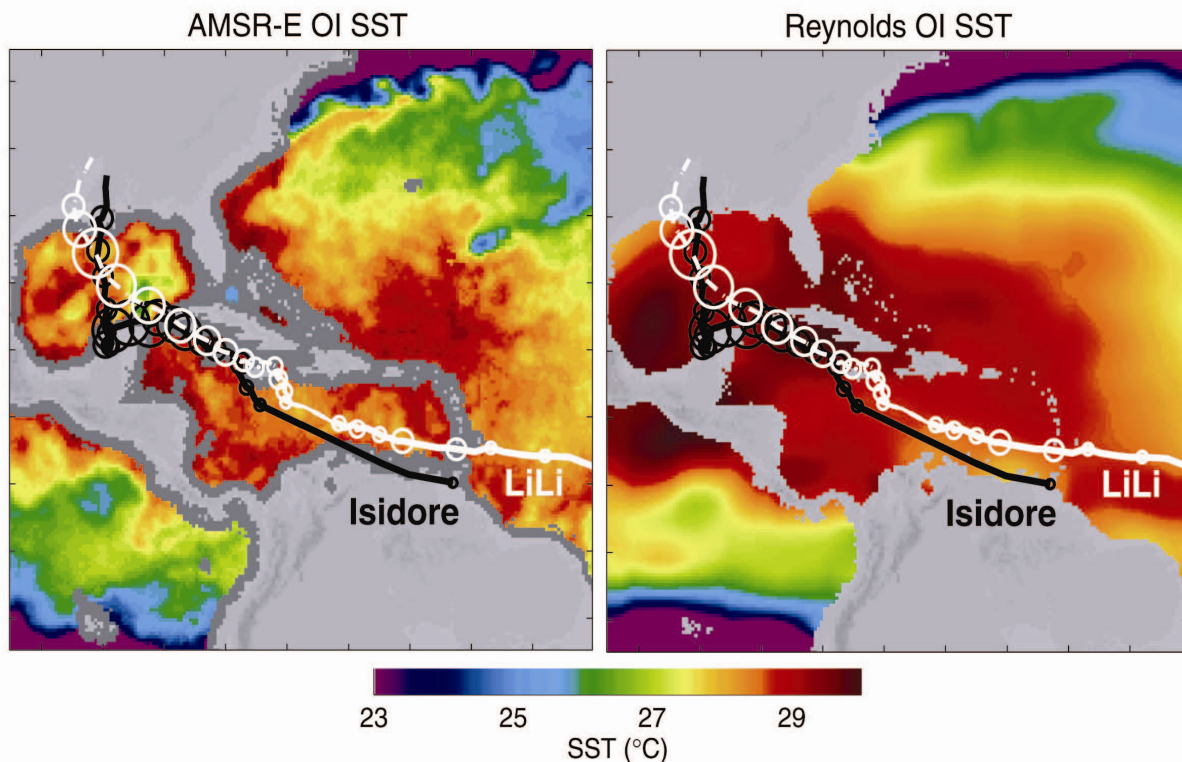 AMSR-E OI SST
Reynolds OI SST
LiLi
Isidore
LiLi
Isidore
23 25 27 29
SST (°C)